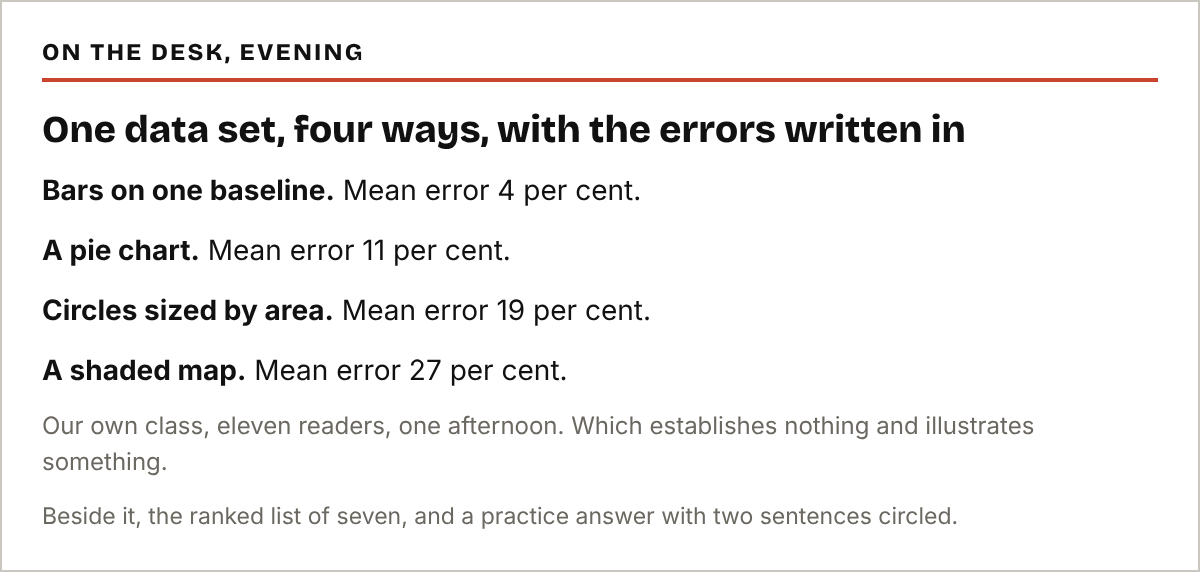 ON THE DESK, EVENING
One data set, four ways, with the errors written in
Bars on one baseline. Mean error 4 per cent.
A pie chart. Mean error 11 per cent.
Circles sized by area. Mean error 19 per cent.
A shaded map. Mean error 27 per cent.
Our own class, eleven readers, one afternoon. Which establishes nothing and illustrates
something.
Beside it, the ranked list of seven, and a practice answer with two sentences circled.